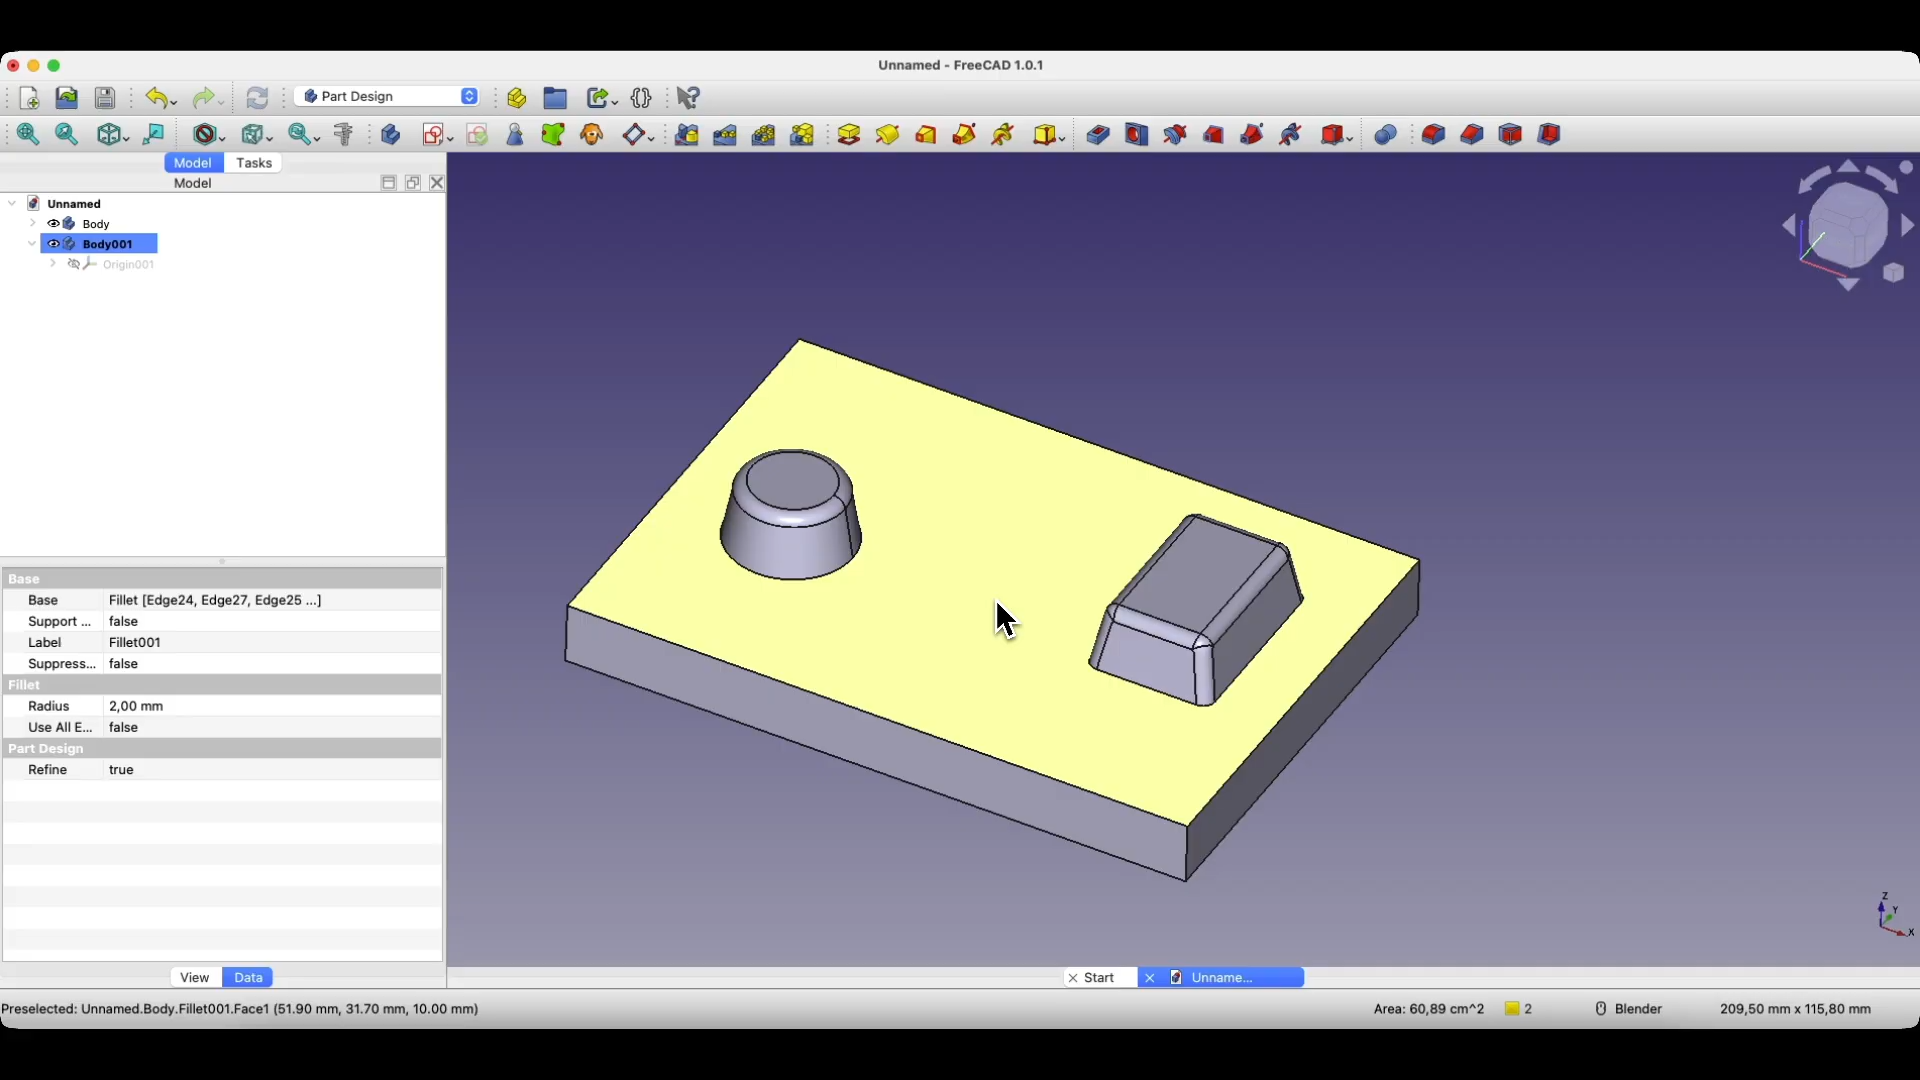 Unnamed - FreeCAD 1.0.1
Part Design
Model Tasks
Model
Unnamed
Body
Body001
Origin001
Base
Base Fillet [Edge24, Edge27, Edge25 ...]
Support ... false
Label Fillet001
Suppress... false
Fillet
Radius 2,00 mm
Use All E... false
Part Design
Refine true
Z
Y
X
View Data
Start Unname...
Preselected: Unnamed.Body.Fillet001.Face1 (51.90 mm, 31.70 mm, 10.00 mm) Area: 60,89 cm^2 2 Blender 209,50 mm x 115,80 mm